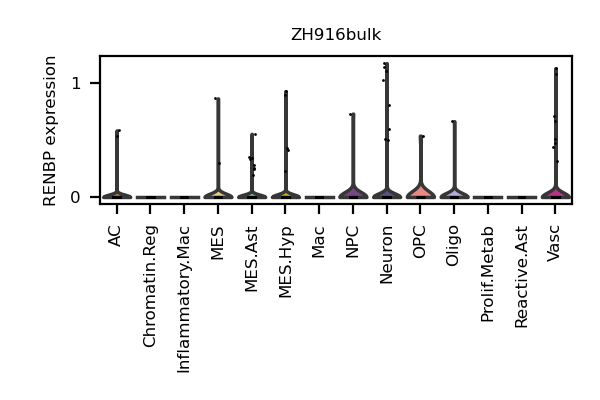 ZH916bulk
RENBP expression
1
0
AC
Chromatin.Reg
Inflammatory.Mac
MES
MES.Ast
MES.Hyp
Mac
NPC
Neuron
OPC
Oligo
Prolif.Metab
Reactive.Ast
Vasc